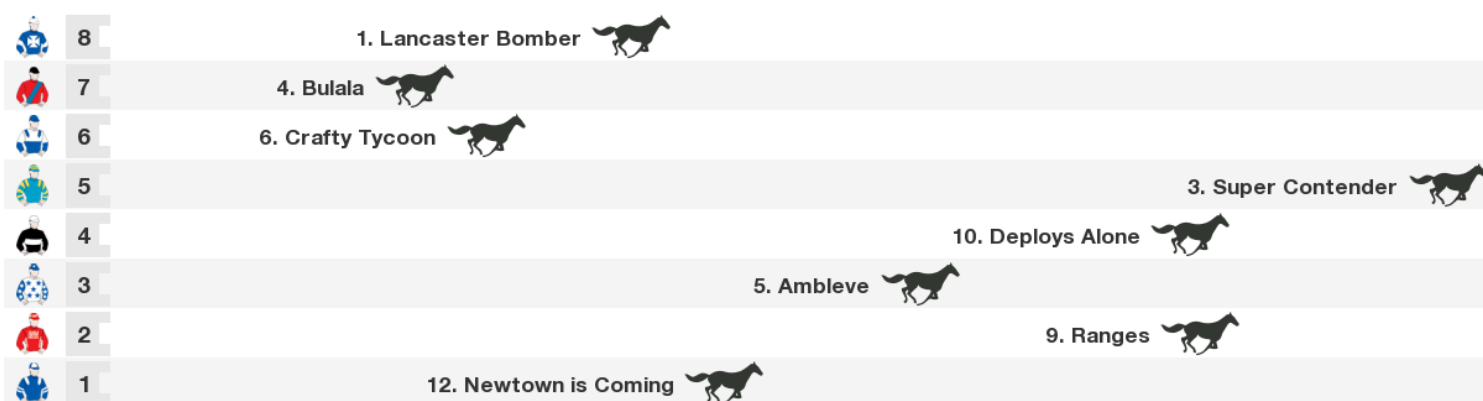 8 1. Lancaster Bomber
7 4. Bulala
6 6. Crafty Tycoon
5 3. Super Contender
4 10. Deploys Alone
3 5. Ambleve
2 9. Ranges
1 12. Newtown is Coming